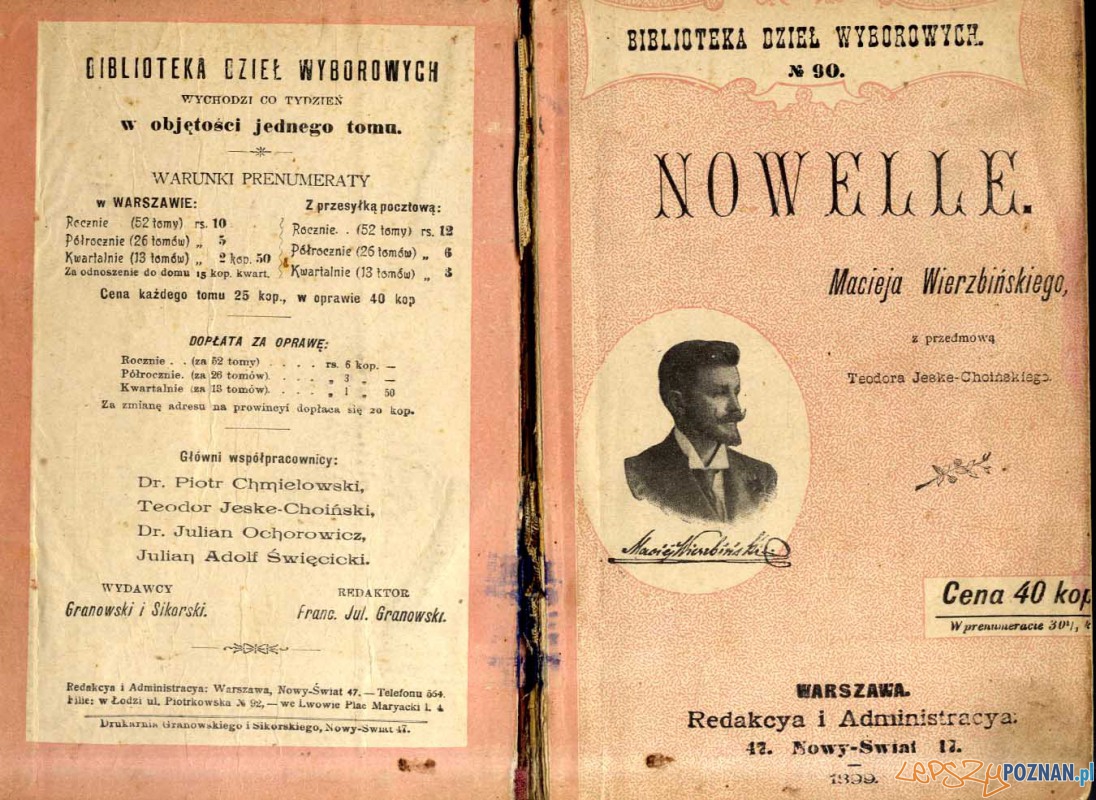 BIBLIOTEKA DZIEŁ WYBOROWYCH
WYCHODZI CO TYDZIEŃ
w objętości jednego tomu.
WARUNKI PRENUMERATY
w WARSZAWIE:
Rocznie (52 tomy) rs. 10
Półrocznie (26 tomów) „ 5
Kwartalnie (13 tomów) „ 2 kop. 50
Za odnoszenie do domu 15 kop. kwart.
Z przesyłką pocztową:
Rocznie. . (52 tomy) rs. 12
Półrocznie (26 tomów) „ 6
Kwartalnie (13 tomów) „ 3
Cena każdego tomu 25 kop., w oprawie 40 kop
DOPŁATA ZA OPRAWĘ:
Rocznie . . (za 52 tomy) . . . . rs. 6 kop. —
Półrocznie. (za 26 tomów). . . . . „ 3 „ —
Kwartalnie (za 13 tomów). . . . . „ 1 „ 50
Za zmianę adresu na prowincyi dopłaca się 20 kop.
Główni współpracownicy:
Dr. Piotr Chmielowski,
Teodor Jeske-Choiński,
Dr. Julian Ochorowicz,
Julian Adolf Święcicki.
WYDAWCY
Granowski i Sikorski.
REDAKTOR
Franc. Jul. Granowski.
Redakcya i Administracya: Warszawa, Nowy-Świat 47. — Telefonu 564.
Filie: w Łodzi ul. Piotrkowska № 92, — we Lwowie Plac Maryacki l. 4
Drukarnia Granowskiego i Sikorskiego, Nowy-Świat 47.
BIBLIOTEKA DZIEŁ WYBOROWYCH.
№ 90.
NOWELLE.
Macieja Wierzbińskiego,
z przedmową
Teodora Jeske-Choińskiego.
Maciej Wierzbiński
Cena 40 kop
W prenumeracie 30¾, k
WARSZAWA.
Redakcya i Administracya:
47. Nowy-Świat 47.
1899.
LEPSZYPOZNAN.pl